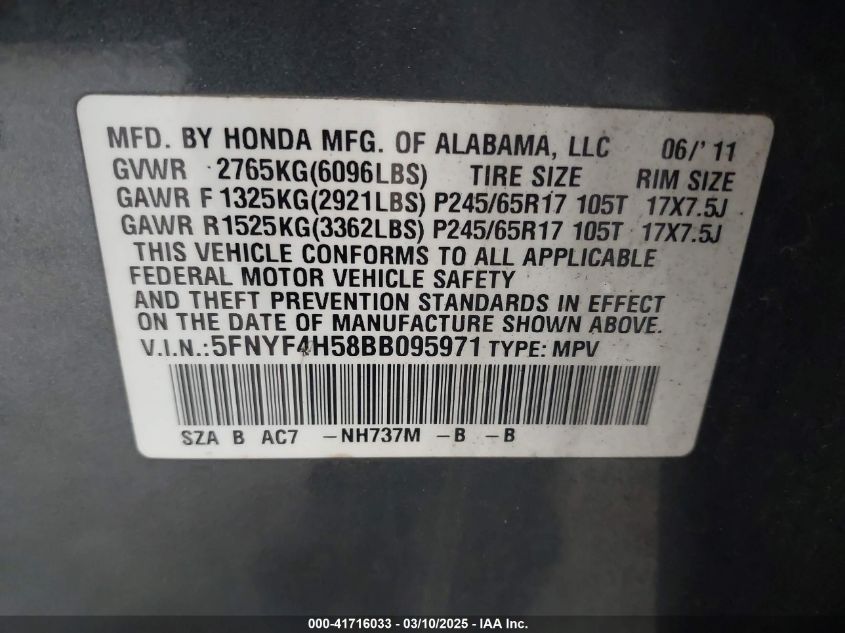 MFD. BY HONDA MFG. OF ALABAMA, LLC 06/' 11
GVWR 2765KG(6096LBS) TIRE SIZE RIM SIZE
GAWR F 1325KG(2921LBS) P245/65R17 105T 17X7.5J
GAWR R 1525KG(3362LBS) P245/65R17 105T 17X7.5J
THIS VEHICLE CONFORMS TO ALL APPLICABLE
FEDERAL MOTOR VEHICLE SAFETY
AND THEFT PREVENTION STANDARDS IN EFFECT
ON THE DATE OF MANUFACTURE SHOWN ABOVE.
V.I.N.:5FNYF4H58BB095971 TYPE: MPV
SZA B AC7 -NH737M -B -B
000-41716033 - 03/10/2025 - IAA Inc.